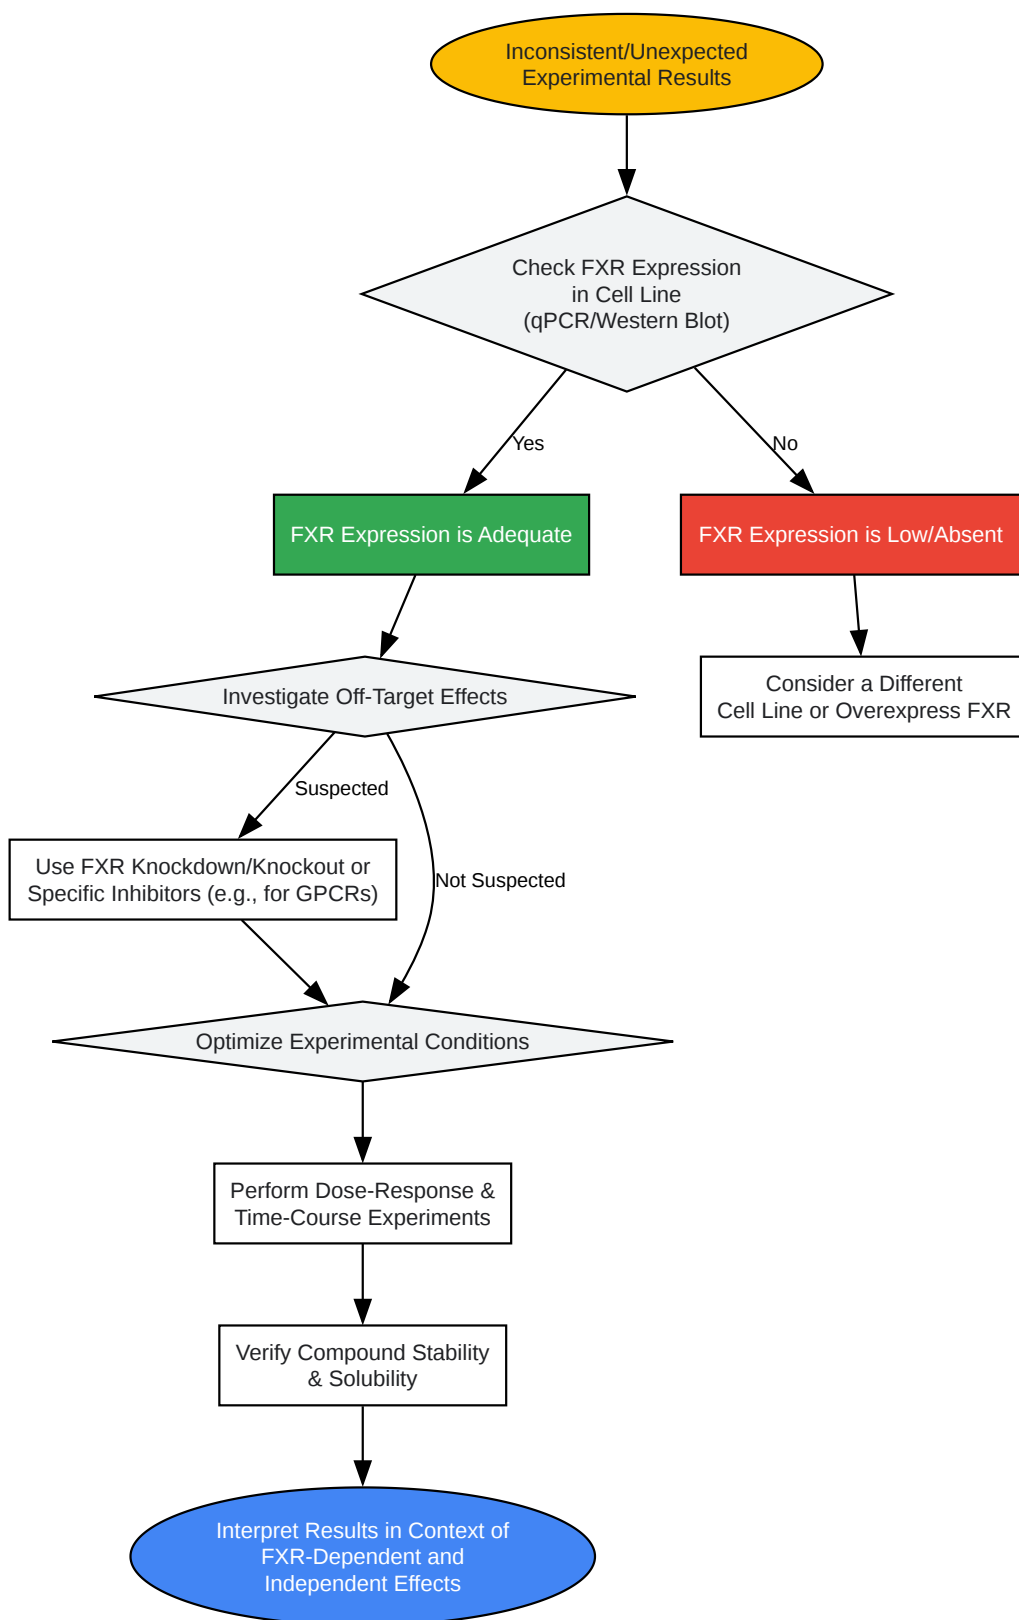 Inconsistent/Unexpected
Experimental Results
Check FXR Expression
in Cell Line
(qPCR/Western Blot)
Yes
No
FXR Expression is Adequate
FXR Expression is Low/Absent
Investigate Off-Target Effects
Consider a Different
Cell Line or Overexpress FXR
Suspected
Use FXR Knockdown/Knockout or
Specific Inhibitors (e.g., for GPCRs)
Not Suspected
Optimize Experimental Conditions
Perform Dose-Response &
Time-Course Experiments
Verify Compound Stability
& Solubility
Interpret Results in Context of
FXR-Dependent and
Independent Effects